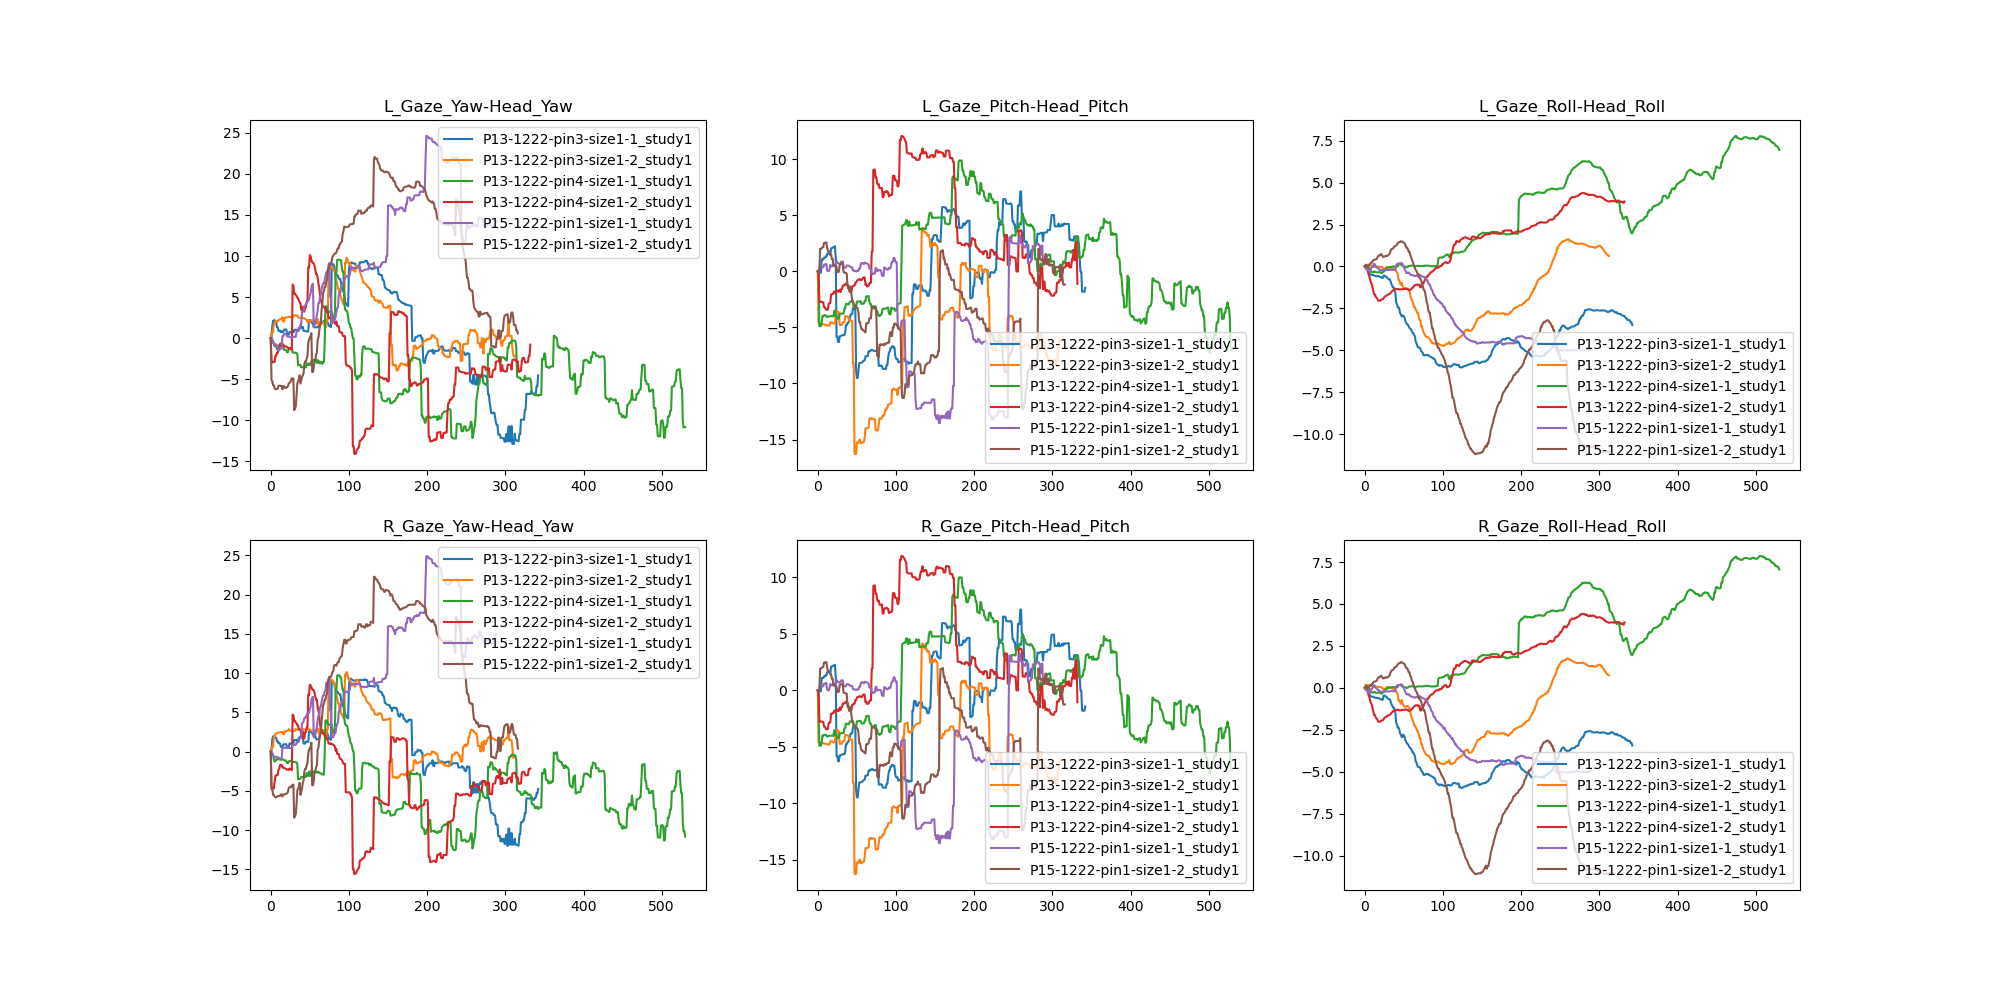 L_Gaze_Yaw-Head_Yaw
25
20
15
10
5
0
−5
−10
−15
0 100 200 300 400 500
P13-1222-pin3-size1-1_study1
P13-1222-pin3-size1-2_study1
P13-1222-pin4-size1-1_study1
P13-1222-pin4-size1-2_study1
P15-1222-pin1-size1-1_study1
P15-1222-pin1-size1-2_study1
L_Gaze_Pitch-Head_Pitch
10
5
0
−5
−10
−15
0 100 200 300 400 500
P13-1222-pin3-size1-1_study1
P13-1222-pin3-size1-2_study1
P13-1222-pin4-size1-1_study1
P13-1222-pin4-size1-2_study1
P15-1222-pin1-size1-1_study1
P15-1222-pin1-size1-2_study1
L_Gaze_Roll-Head_Roll
7.5
5.0
2.5
0.0
−2.5
−5.0
−7.5
−10.0
0 100 200 300 400 500
P13-1222-pin3-size1-1_study1
P13-1222-pin3-size1-2_study1
P13-1222-pin4-size1-1_study1
P13-1222-pin4-size1-2_study1
P15-1222-pin1-size1-1_study1
P15-1222-pin1-size1-2_study1
R_Gaze_Yaw-Head_Yaw
25
20
15
10
5
0
−5
−10
−15
0 100 200 300 400 500
P13-1222-pin3-size1-1_study1
P13-1222-pin3-size1-2_study1
P13-1222-pin4-size1-1_study1
P13-1222-pin4-size1-2_study1
P15-1222-pin1-size1-1_study1
P15-1222-pin1-size1-2_study1
R_Gaze_Pitch-Head_Pitch
10
5
0
−5
−10
−15
0 100 200 300 400 500
P13-1222-pin3-size1-1_study1
P13-1222-pin3-size1-2_study1
P13-1222-pin4-size1-1_study1
P13-1222-pin4-size1-2_study1
P15-1222-pin1-size1-1_study1
P15-1222-pin1-size1-2_study1
R_Gaze_Roll-Head_Roll
7.5
5.0
2.5
0.0
−2.5
−5.0
−7.5
−10.0
0 100 200 300 400 500
P13-1222-pin3-size1-1_study1
P13-1222-pin3-size1-2_study1
P13-1222-pin4-size1-1_study1
P13-1222-pin4-size1-2_study1
P15-1222-pin1-size1-1_study1
P15-1222-pin1-size1-2_study1